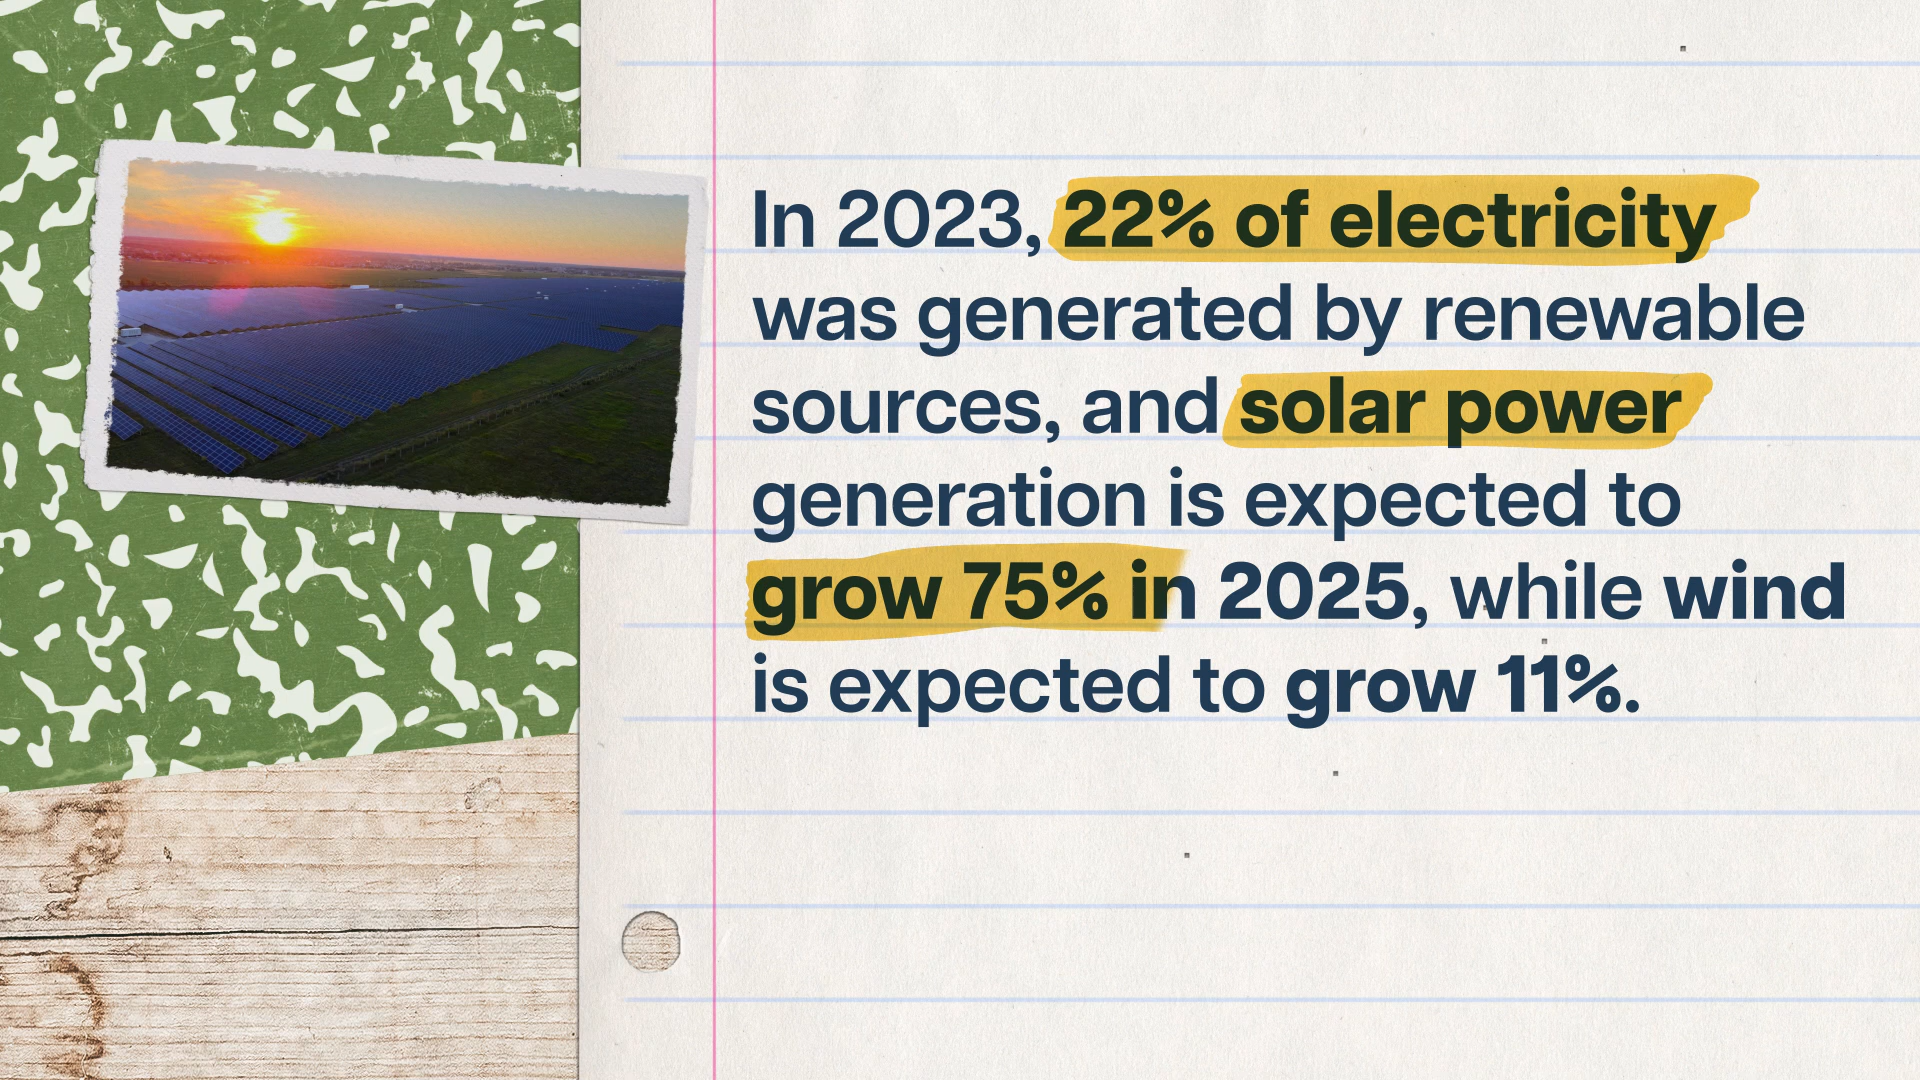 In 2023, 22% of electricity
was generated by renewable
sources, and solar power
generation is expected to
grow 75% in 2025, while wind
is expected to grow 11%.